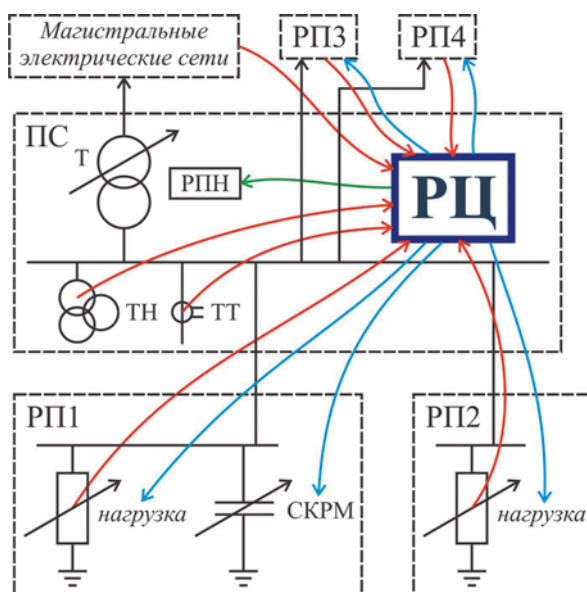 Магистральные
электрические сети
РП3
РП4
ПС
Т
РПН
РЦ
ТН
ТТ
РП1
нагрузка
СКРМ
РП2
нагрузка